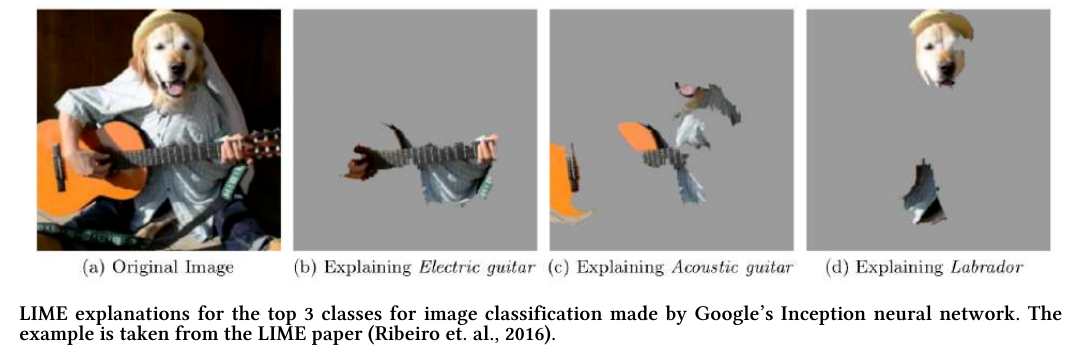 (a) Original Image
(b) Explaining Electric guitar
(c) Explaining Acoustic guitar
(d) Explaining Labrador
LIME explanations for the top 3 classes for image classification made by Google's Inception neural network. The
example is taken from the LIME paper (Ribeiro et. al., 2016).